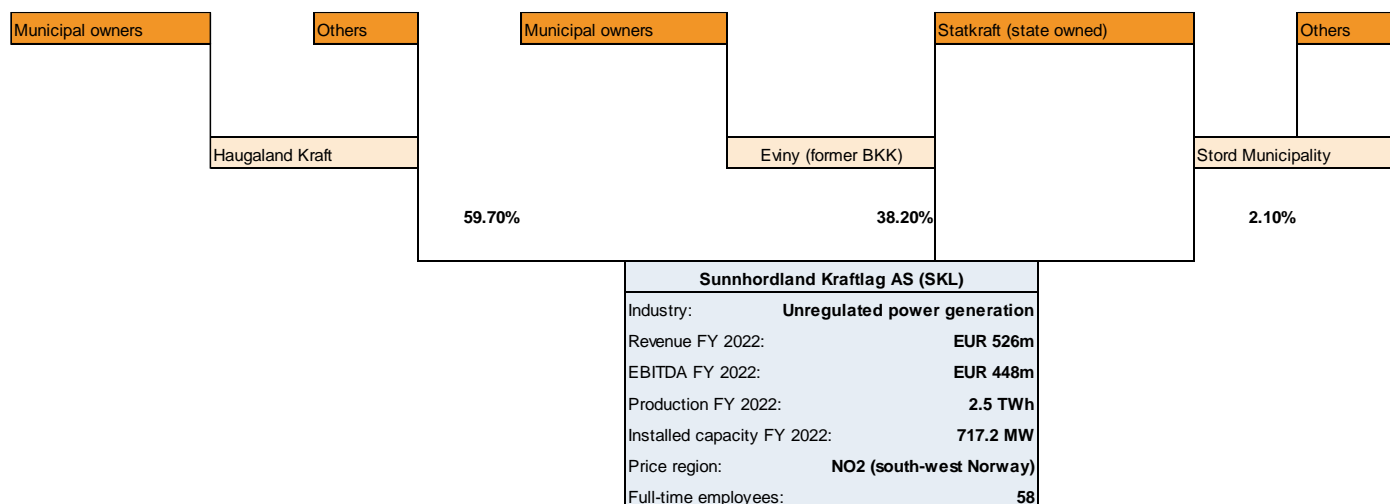 Municipal owners Others Municipal owners Statkraft (state owned) Others
Haugaland Kraft Eviny (former BKK) Stord Municipality
59.70% 38.20% 2.10%
Sunnhordland Kraftlag AS (SKL)
Industry: Unregulated power generation
Revenue FY 2022: EUR 526m
EBITDA FY 2022: EUR 448m
Production FY 2022: 2.5 TWh
Installed capacity FY 2022: 717.2 MW
Price region: NO2 (south-west Norway)
Full-time employees: 58